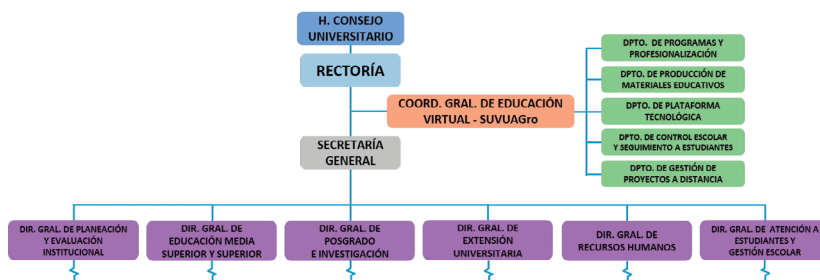 H. CONSEJO
UNIVERSITARIO
RECTORÍA
COORD. GRAL. DE EDUCACIÓN
VIRTUAL - SUVUAGro
SECRETARÍA
GENERAL
DPTO. DE PROGRAMAS Y
PROFESIONALIZACIÓN
DPTO. DE PRODUCCIÓN DE
MATERIALES EDUCATIVOS
DPTO. DE PLATAFORMA
TECNOLÓGICA
DPTO. DE CONTROL ESCOLAR
Y SEGUIMIENTO A ESTUDIANTES
DPTO. DE GESTIÓN DE
PROYECTOS A DISTANCIA
DIR. GRAL. DE PLANEACIÓN
Y EVALUACIÓN
INSTITUCIONAL
DIR. GRAL. DE
EDUCACIÓN MEDIA
SUPERIOR Y SUPERIOR
DIR. GRAL. DE
POSGRADO
E INVESTIGACIÓN
DIR. GRAL. DE
EXTENSIÓN
UNIVERSITARIA
DIR. GRAL. DE
RECURSOS HUMANOS
DIR. GRAL. DE ATENCIÓN A
ESTUDIANTES Y
GESTIÓN ESCOLAR